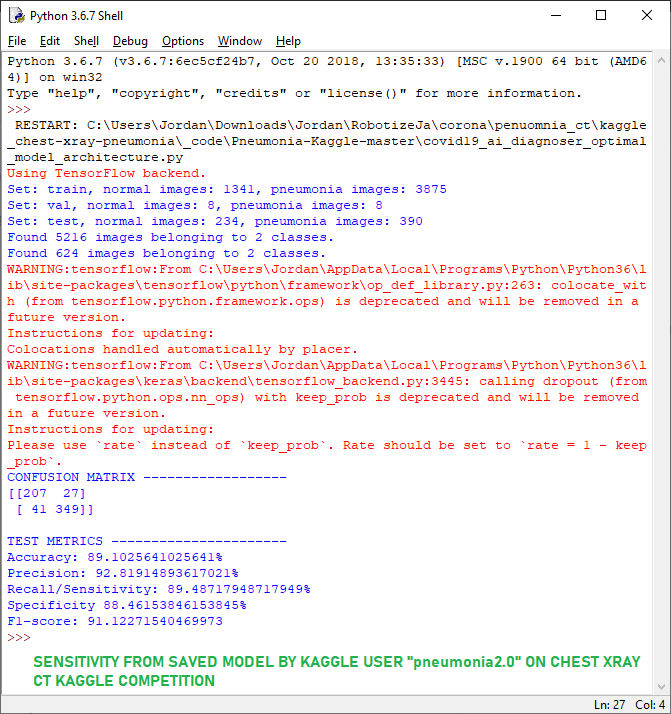 Python 3.6.7 Shell
File Edit Shell Debug Options Window Help
Python 3.6.7 (v3.6.7:6ec5cf24b7, Oct 20 2018, 13:35:33) [MSC v.1900 64 bit (AMD6
4)] on win32
Type "help", "copyright", "credits" or "license()" for more information.
>>>
 RESTART: C:\Users\Jordan\Downloads\Jordan\RobotizeJa\corona\penuomnia_ct\kaggle
_chest-xray-pneumonia\_code\Pneumonia-Kaggle-master\covid19_ai_diagnoser_optimal
_model_architecture.py
Using TensorFlow backend.
Set: train, normal images: 1341, pneumonia images: 3875
Set: val, normal images: 8, pneumonia images: 8
Set: test, normal images: 234, pneumonia images: 390
Found 5216 images belonging to 2 classes.
Found 624 images belonging to 2 classes.
WARNING:tensorflow:From C:\Users\Jordan\AppData\Local\Programs\Python\Python36\l
ib\site-packages\tensorflow\python\framework\op_def_library.py:263: colocate_wit
h (from tensorflow.python.framework.ops) is deprecated and will be removed in a
future version.
Instructions for updating:
Colocations handled automatically by placer.
WARNING:tensorflow:From C:\Users\Jordan\AppData\Local\Programs\Python\Python36\l
ib\site-packages\keras\backend\tensorflow_backend.py:3445: calling dropout (from
 tensorflow.python.ops.nn_ops) with keep_prob is deprecated and will be removed
in a future version.
Instructions for updating:
Please use `rate` instead of `keep_prob`. Rate should be set to `rate = 1 - keep
_prob`.
CONFUSION MATRIX ------------------
[[207  27]
 [ 41 349]]
TEST METRICS ----------------------
Accuracy: 89.1025641025641%
Precision: 92.81914893617021%
Recall/Sensitivity: 89.48717948717949%
Specificity 88.46153846153845%
F1-score: 91.12271540469973
>>>
SENSITIVITY FROM SAVED MODEL BY KAGGLE USER "pneumonia2.0" ON CHEST XRAY
CT KAGGLE COMPETITION
Ln: 27 Col: 4